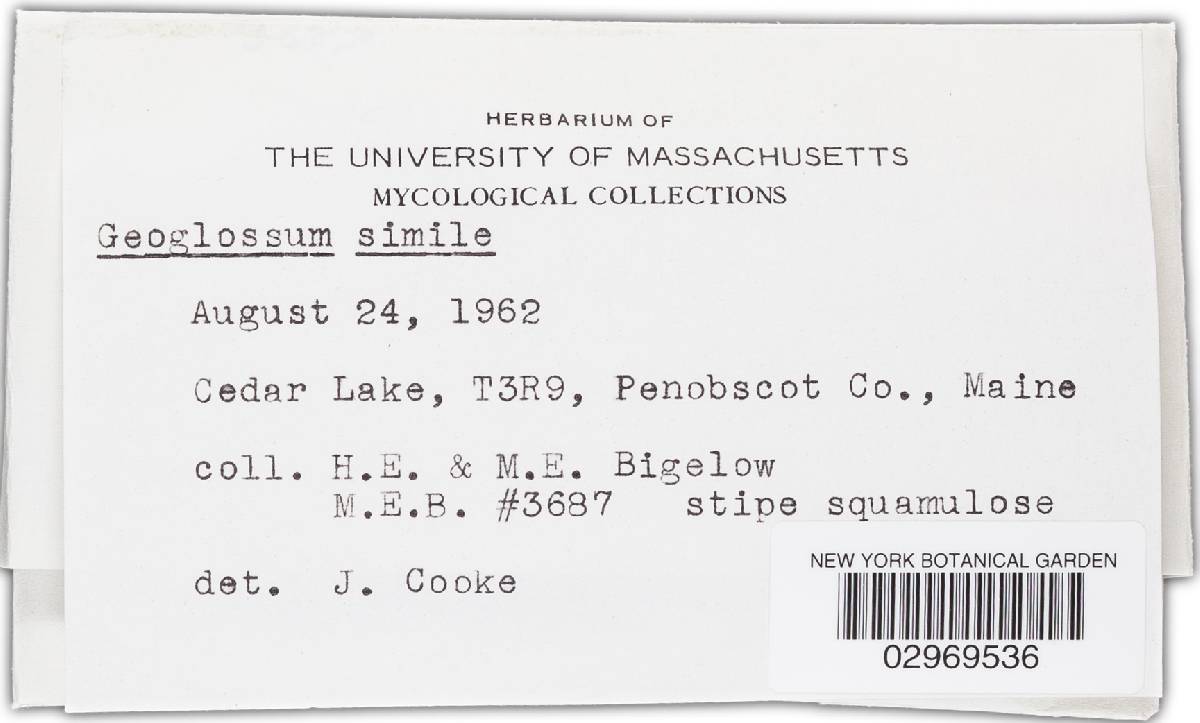 HERBARIUM OF
THE UNIVERSITY OF MASSACHUSETTS
MYCOLOGICAL COLLECTIONS
Geoglossum simile
August 24, 1962
Cedar Lake, T3R9, Penobscot Co., Maine
coll. H.E. & M.E. Bigelow
M.E.B. #3687 stipe squamulose
det. J. Cooke
NEW YORK BOTANICAL GARDEN
02969536